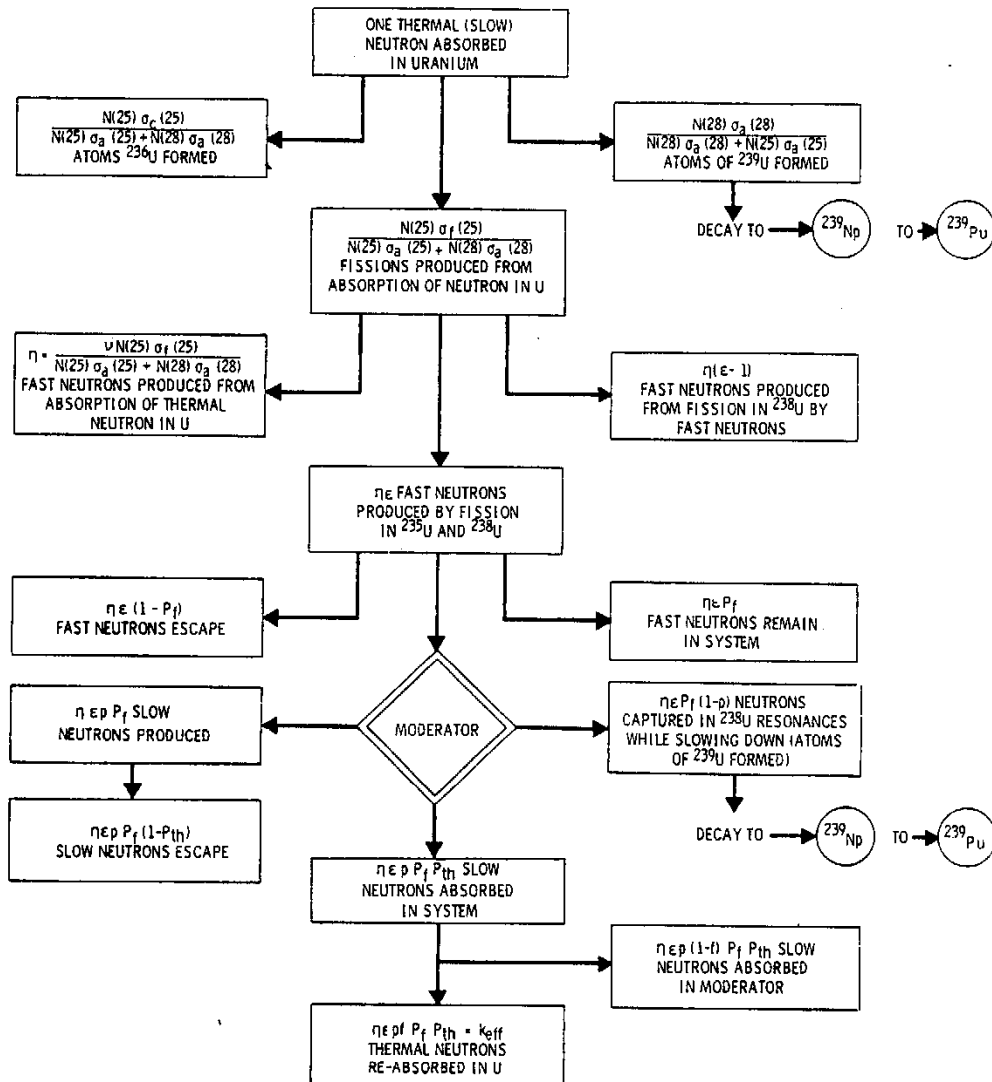 ONE THERMAL (SLOW)
NEUTRON ABSORBED
IN URANIUM
N(25) σc (25)
N(25) σa (25) + N(28) σa (28)
ATOMS 236U FORMED
N(28) σa (28)
N(28) σa (28) + N(25) σa (25)
ATOMS OF 239U FORMED
DECAY TO
239Np
TO
239Pu
N(25) σf (25)
N(25) σa (25) + N(28) σa (28)
FISSIONS PRODUCED FROM
ABSORPTION OF NEUTRON IN U
η = νN(25) σf (25)
N(25) σa (25) + N(28) σa (28)
FAST NEUTRONS PRODUCED FROM
ABSORPTION OF THERMAL
NEUTRON IN U
η(ε- 1)
FAST NEUTRONS PRODUCED
FROM FISSION IN 238U BY
FAST NEUTRONS
ηε FAST NEUTRONS
PRODUCED BY FISSION
IN 235U AND 238U
ηε (1 - Pf)
FAST NEUTRONS ESCAPE
ηεPf
FAST NEUTRONS REMAIN
IN SYSTEM
ηεp Pf SLOW
NEUTRONS PRODUCED
MODERATOR
ηεPf (1-p) NEUTRONS
CAPTURED IN 238U RESONANCES
WHILE SLOWING DOWN (ATOMS
OF 239U FORMED)
ηεp Pf (1-Pth)
SLOW NEUTRONS ESCAPE
DECAY TO
239Np
TO
239Pu
ηεp Pf Pth SLOW
NEUTRONS ABSORBED
IN SYSTEM
ηεp (1-f) Pf Pth SLOW
NEUTRONS ABSORBED
IN MODERATOR
ηεpf Pf Pth = keff
THERMAL NEUTRONS
RE-ABSORBED IN U